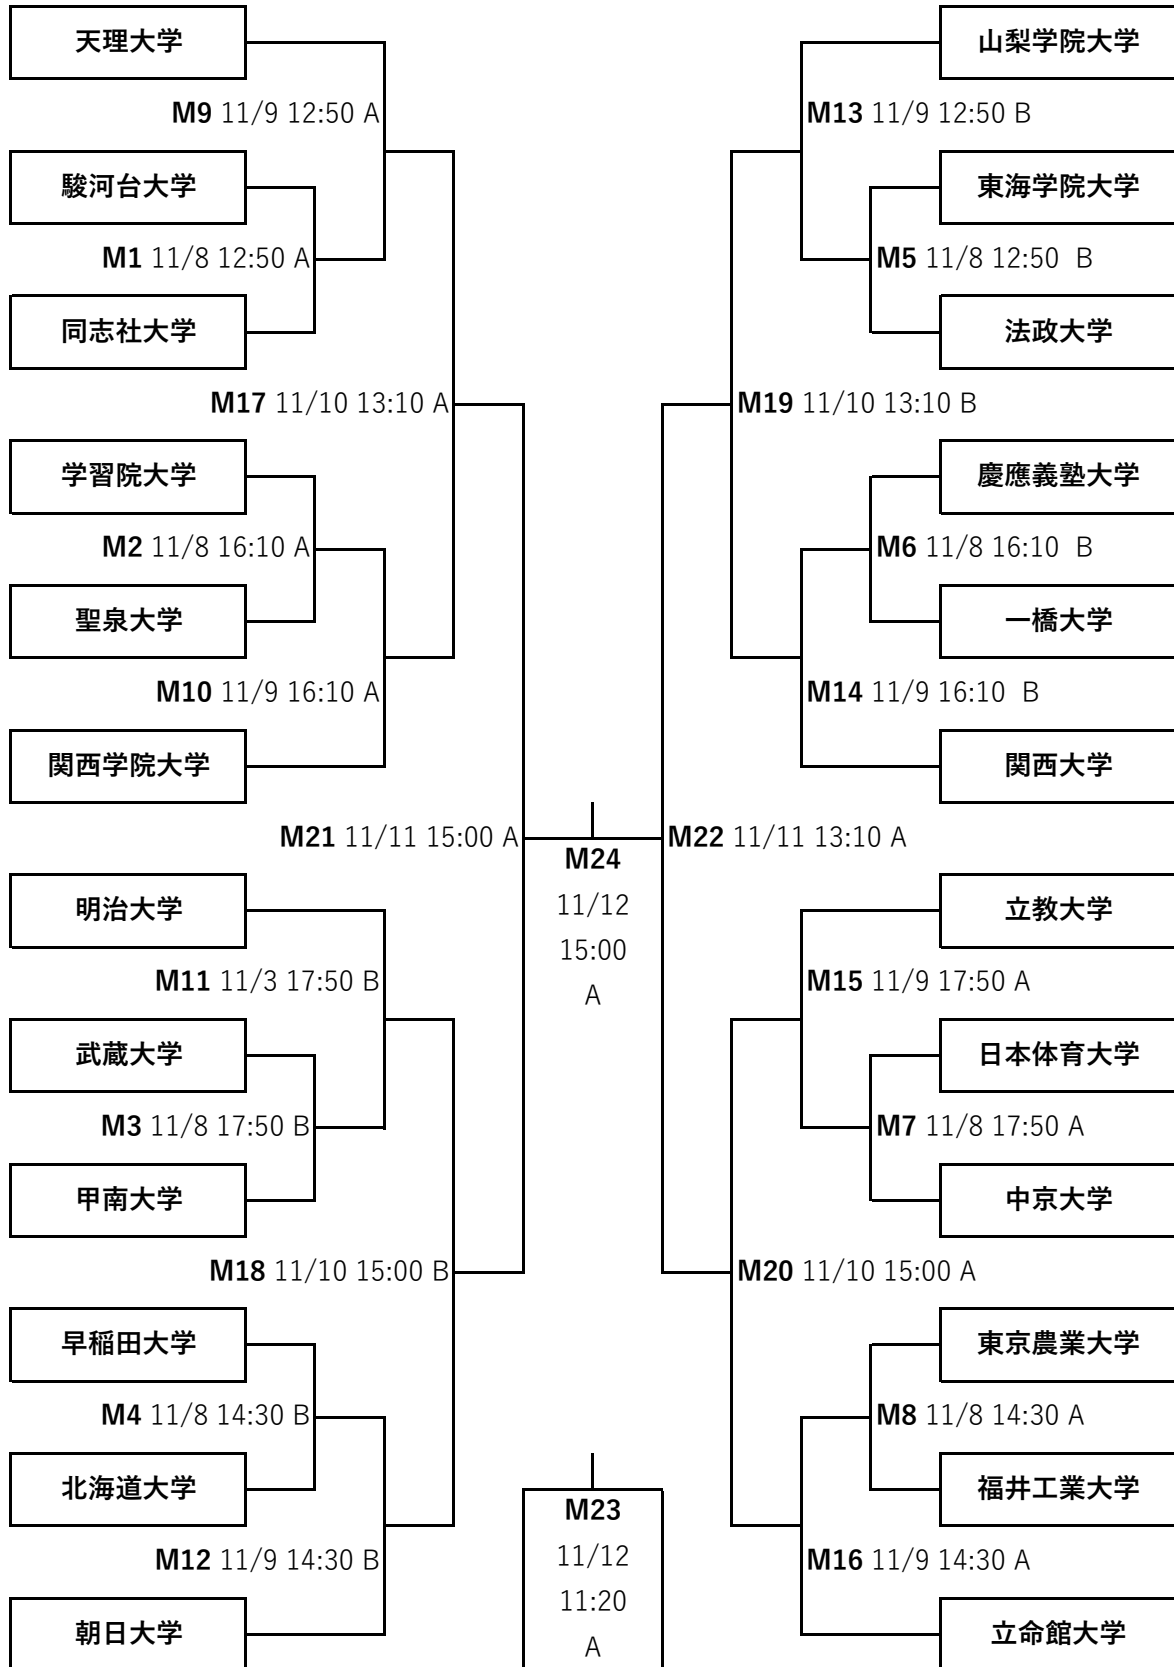 天理大学
M9 11/9 12:50 A
駿河台大学
M1 11/8 12:50 A
同志社大学
M17 11/10 13:10 A
学習院大学
M2 11/8 16:10 A
聖泉大学
M10 11/9 16:10 A
関西学院大学
M21 11/11 15:00 A
明治大学
M11 11/3 17:50 B
武蔵大学
M3 11/8 17:50 B
甲南大学
M18 11/10 15:00 B
早稲田大学
M4 11/8 14:30 B
北海道大学
M12 11/9 14:30 B
朝日大学
M24
11/12
15:00
A
M23
11/12
11:20
A
山梨学院大学
M13 11/9 12:50 B
東海学院大学
M5 11/8 12:50 B
法政大学
M19 11/10 13:10 B
慶應義塾大学
M6 11/8 16:10 B
一橋大学
M14 11/9 16:10 B
関西大学
M22 11/11 13:10 A
立教大学
M15 11/9 17:50 A
日本体育大学
M7 11/8 17:50 A
中京大学
M20 11/10 15:00 A
東京農業大学
M8 11/8 14:30 A
福井工業大学
M16 11/9 14:30 A
立命館大学